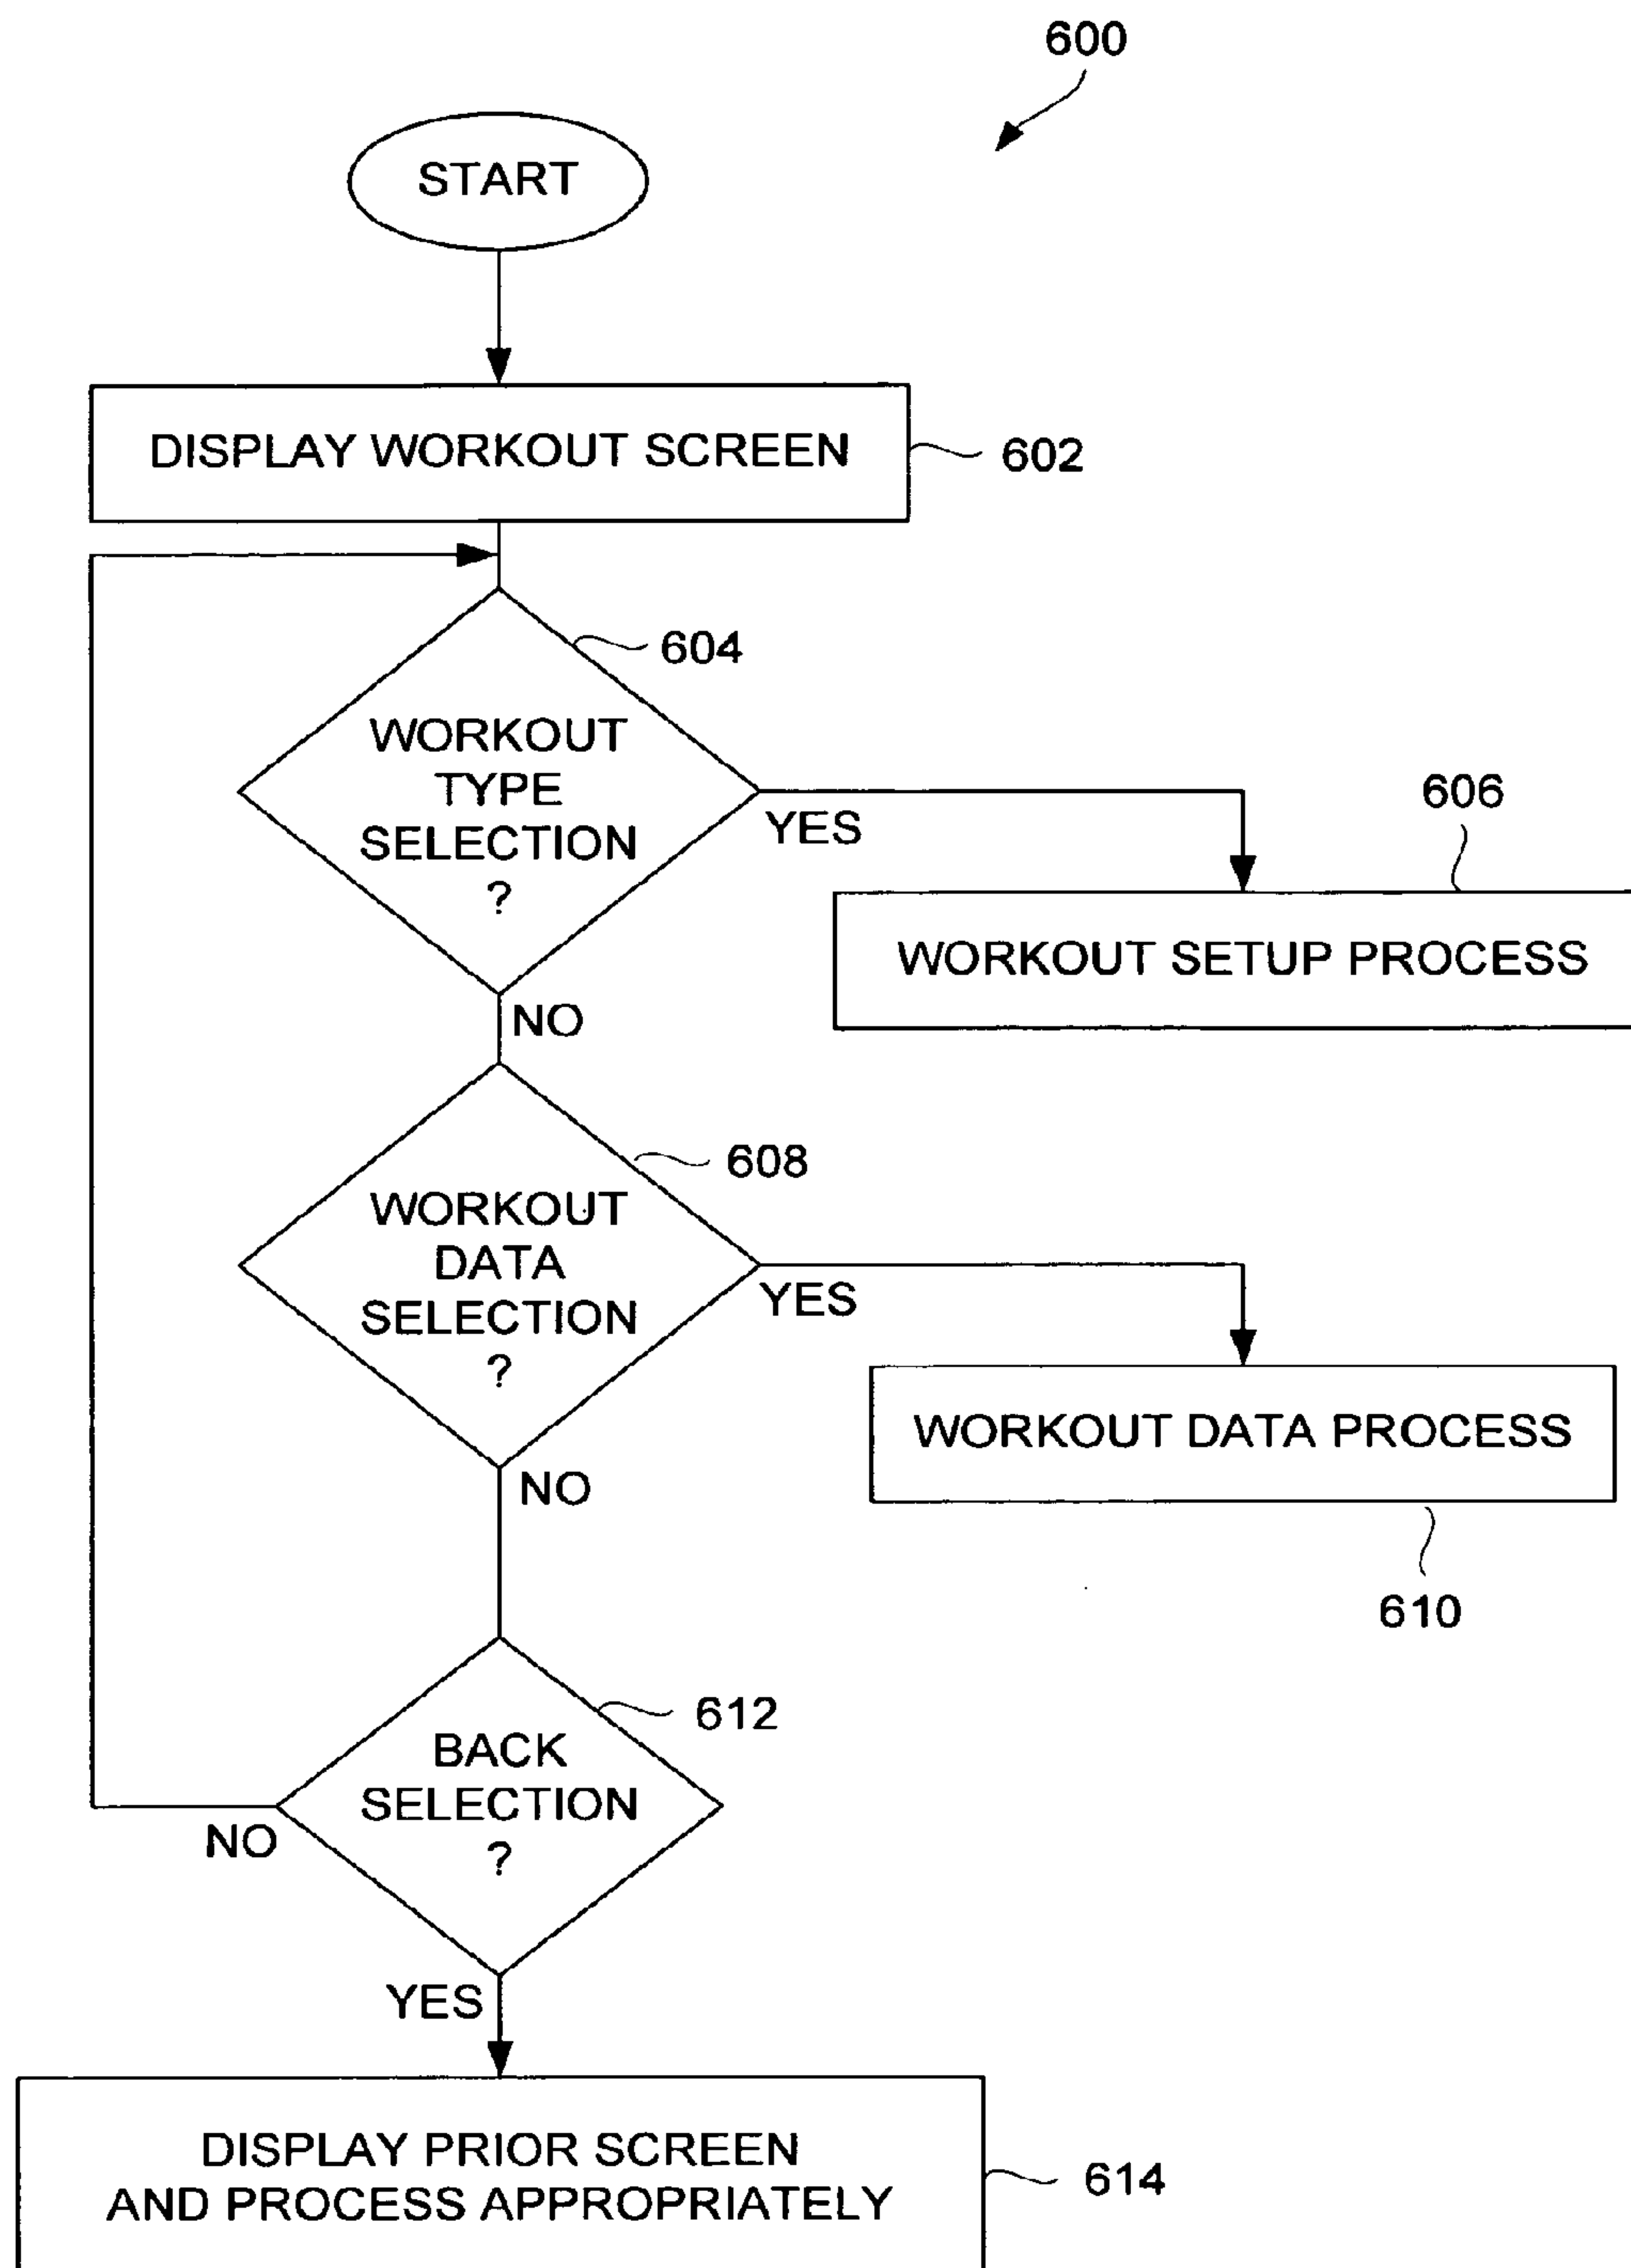 600
START
DISPLAY WORKOUT SCREEN
602
604
WORKOUT
TYPE
SELECTION
?
YES
606
WORKOUT SETUP PROCESS
NO
608
WORKOUT
DATA
SELECTION
?
YES
WORKOUT DATA PROCESS
NO
610
612
BACK
SELECTION
?
NO
YES
DISPLAY PRIOR SCREEN
AND PROCESS APPROPRIATELY
614